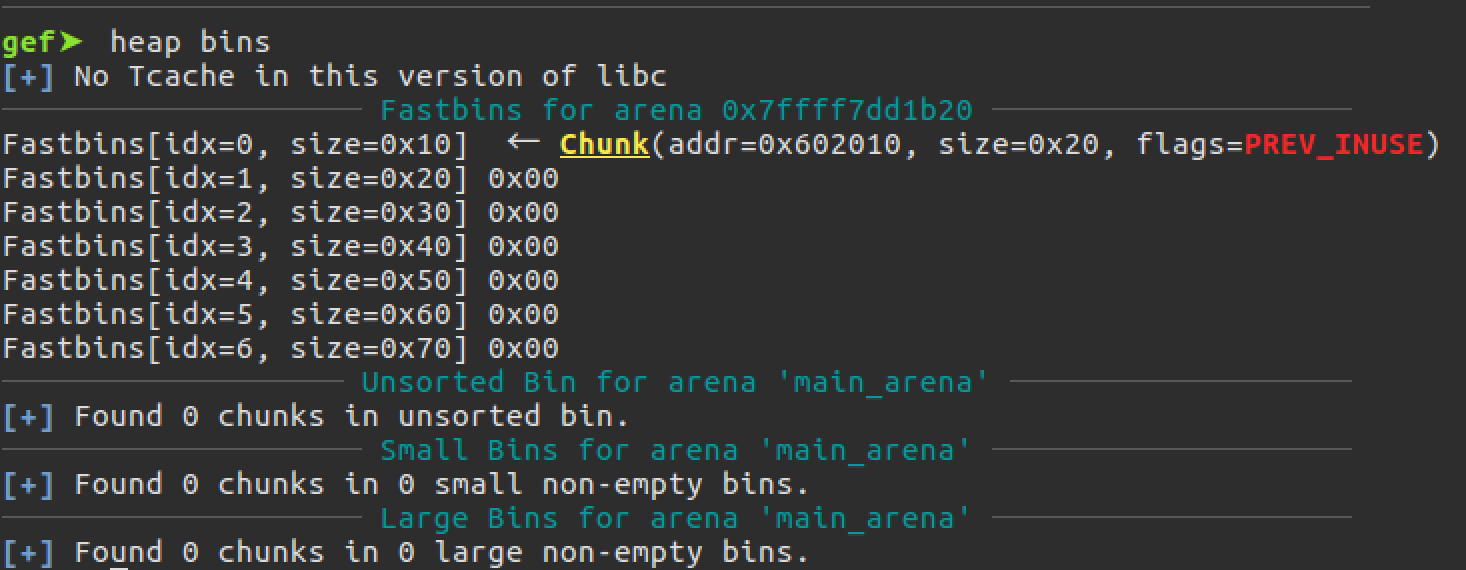 gef➤ heap bins
[+] No Tcache in this version of libc
Fastbins for arena 0x7ffff7dd1b20
Fastbins[idx=0, size=0x10] ← Chunk(addr=0x602010, size=0x20, flags=PREV_INUSE)
Fastbins[idx=1, size=0x20] 0x00
Fastbins[idx=2, size=0x30] 0x00
Fastbins[idx=3, size=0x40] 0x00
Fastbins[idx=4, size=0x50] 0x00
Fastbins[idx=5, size=0x60] 0x00
Fastbins[idx=6, size=0x70] 0x00
Unsorted Bin for arena 'main_arena'
[+] Found 0 chunks in unsorted bin.
Small Bins for arena 'main_arena'
[+] Found 0 chunks in 0 small non-empty bins.
Large Bins for arena 'main_arena'
[+] Found 0 chunks in 0 large non-empty bins.